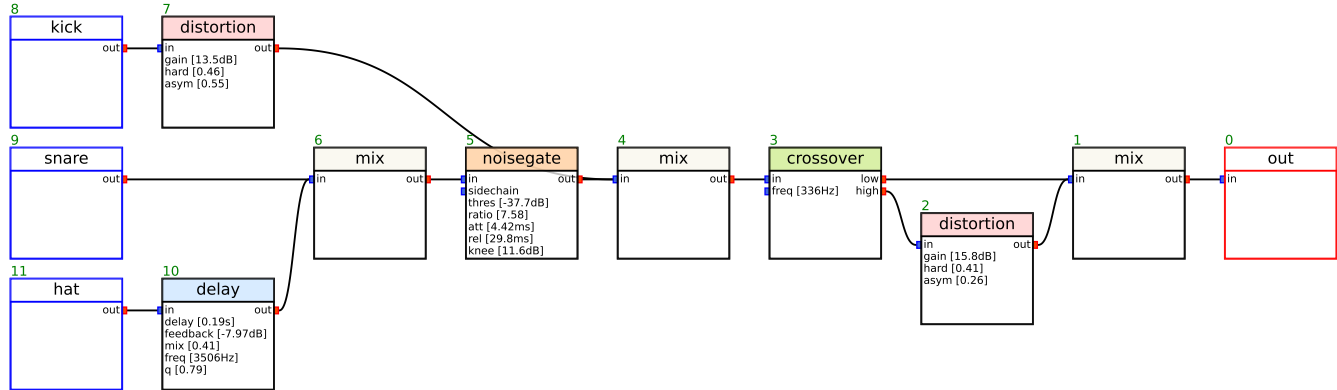 8
kick
out
7
distortion
in out
gain [13.5dB]
hard [0.46]
asym [0.55]
9
snare
out
6
mix
in out
5
noisegate
in out
sidechain
thres [-37.7dB]
ratio [7.58]
att [4.42ms]
rel [29.8ms]
knee [11.6dB]
4
mix
in out
3
crossover
in low
freq [336Hz] high
2
distortion
in out
gain [15.8dB]
hard [0.41]
asym [0.26]
1
mix
in out
0
out
in
11
hat
out
10
delay
in out
delay [0.19s]
feedback [-7.97dB]
mix [0.41]
freq [3506Hz]
q [0.79]